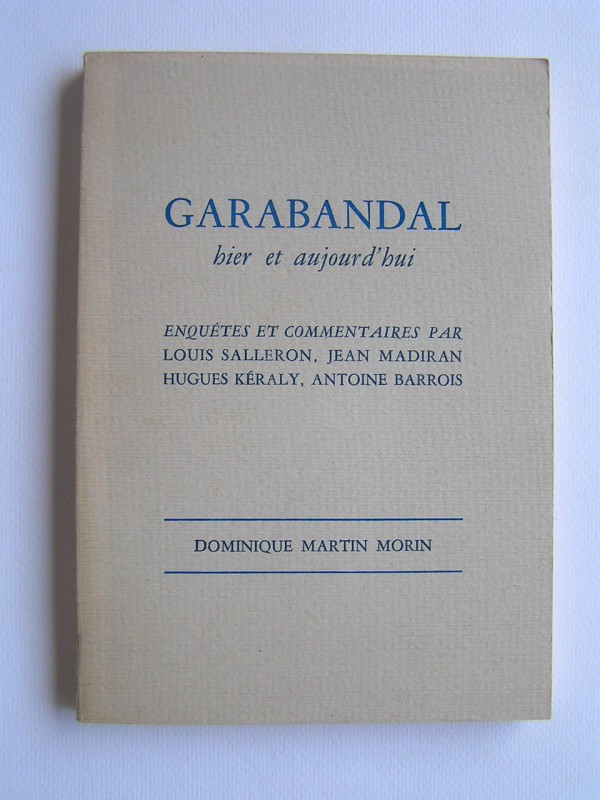 GARABANDAL
hier et aujourd'hui
ENQUÊTES ET COMMENTAIRES PAR
LOUIS SALLERON, JEAN MADIRAN
HUGUES KÉRALY, ANTOINE BARROIS
DOMINIQUE MARTIN MORIN